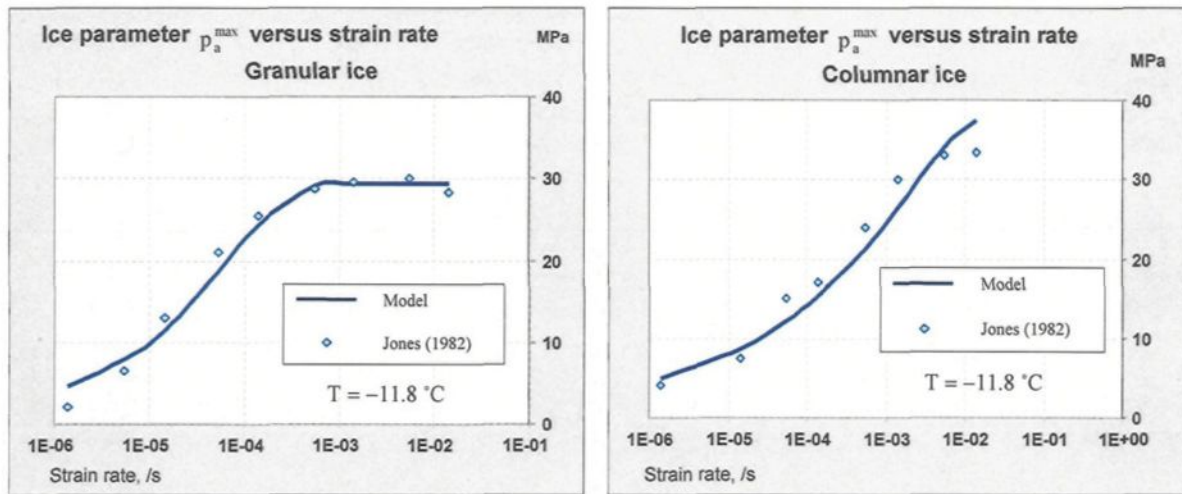 Ice parameter p_a^max versus strain rate
MPa
Granular ice
40
30
20
10
0
Model
Jones (1982)
T = −11.8 °C
1E-06 1E-05 1E-04 1E-03 1E-02 1E-01
Strain rate, /s
Ice parameter p_a^max versus strain rate
MPa
Columnar ice
40
30
20
10
0
Model
Jones (1982)
T = −11.8 °C
1E-06 1E-05 1E-04 1E-03 1E-02 1E-01 1E+00
Strain rate, /s